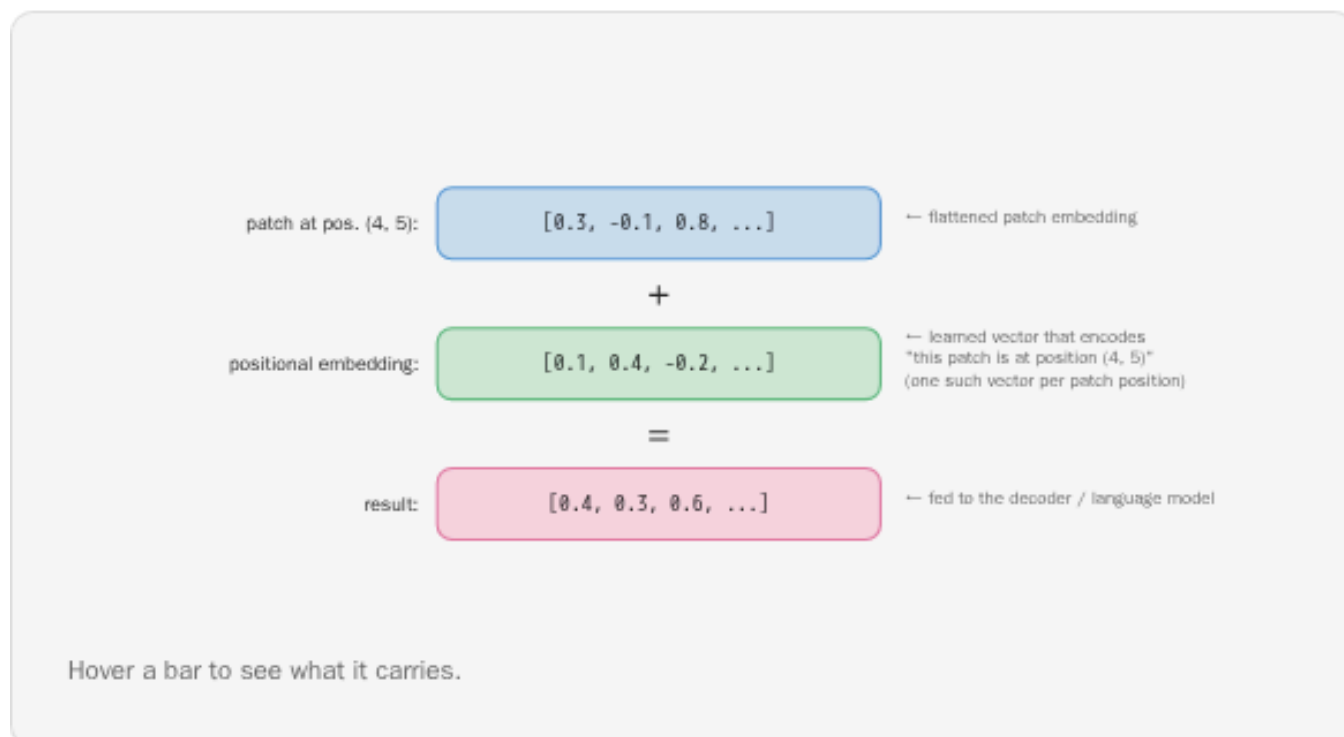 patch at pos. (4, 5):
[0.3, -0.1, 0.8, ...]
← flattened patch embedding
+
positional embedding:
[0.1, 0.4, -0.2, ...]
← learned vector that encodes
"this patch is at position (4, 5)"
(one such vector per patch position)
=
result:
[0.4, 0.3, 0.6, ...]
← fed to the decoder / language model
Hover a bar to see what it carries.